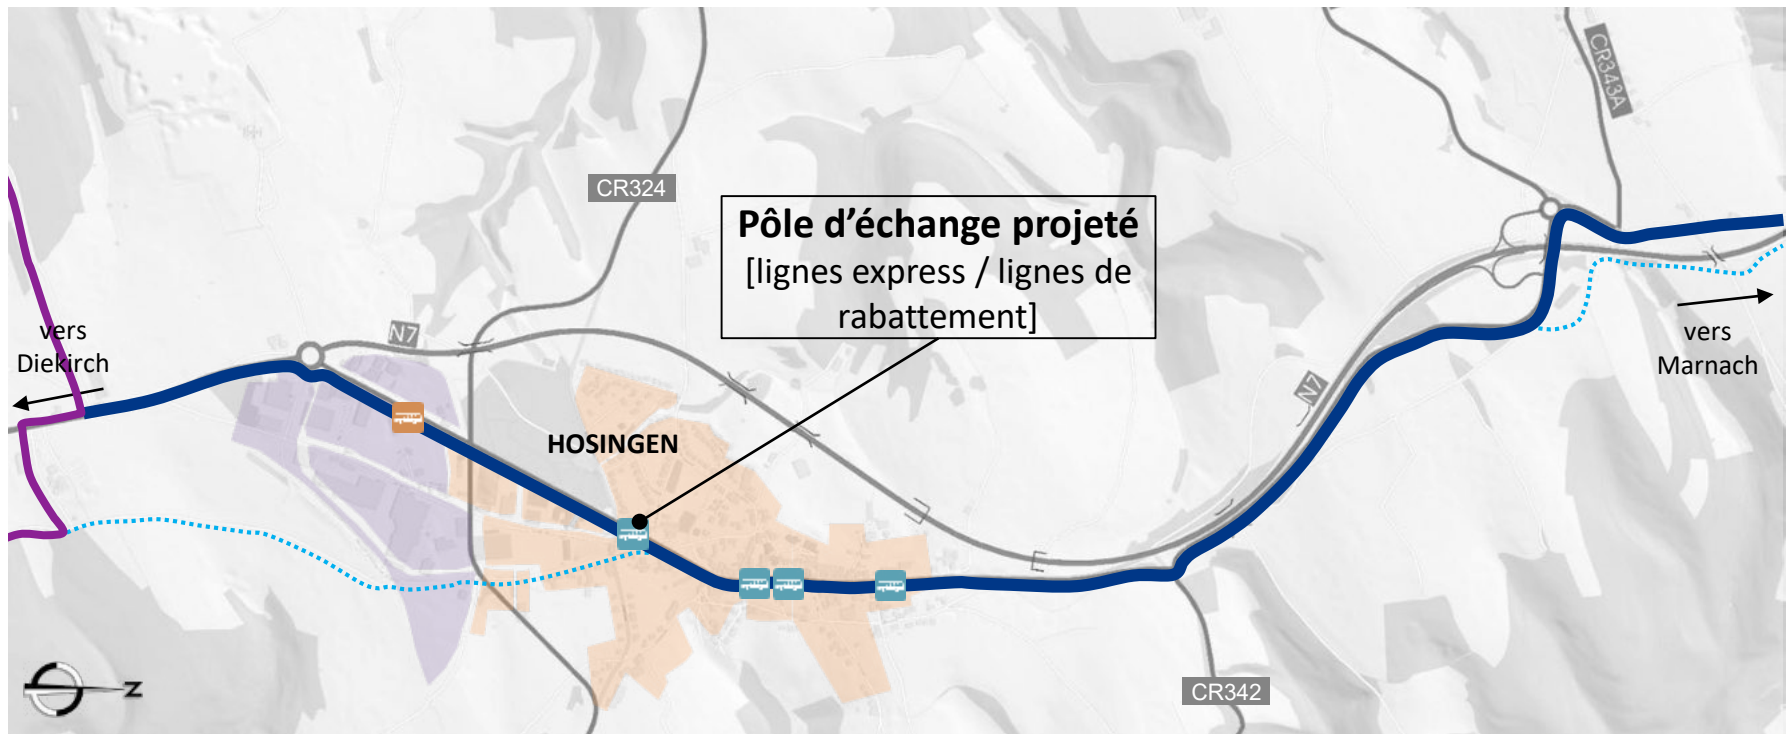 CR343A
CR324
Pôle d’échange projeté
[lignes express / lignes de
rabattement]
vers
Diekirch
N7
vers
Marnach
N7
HOSINGEN
CR342
N